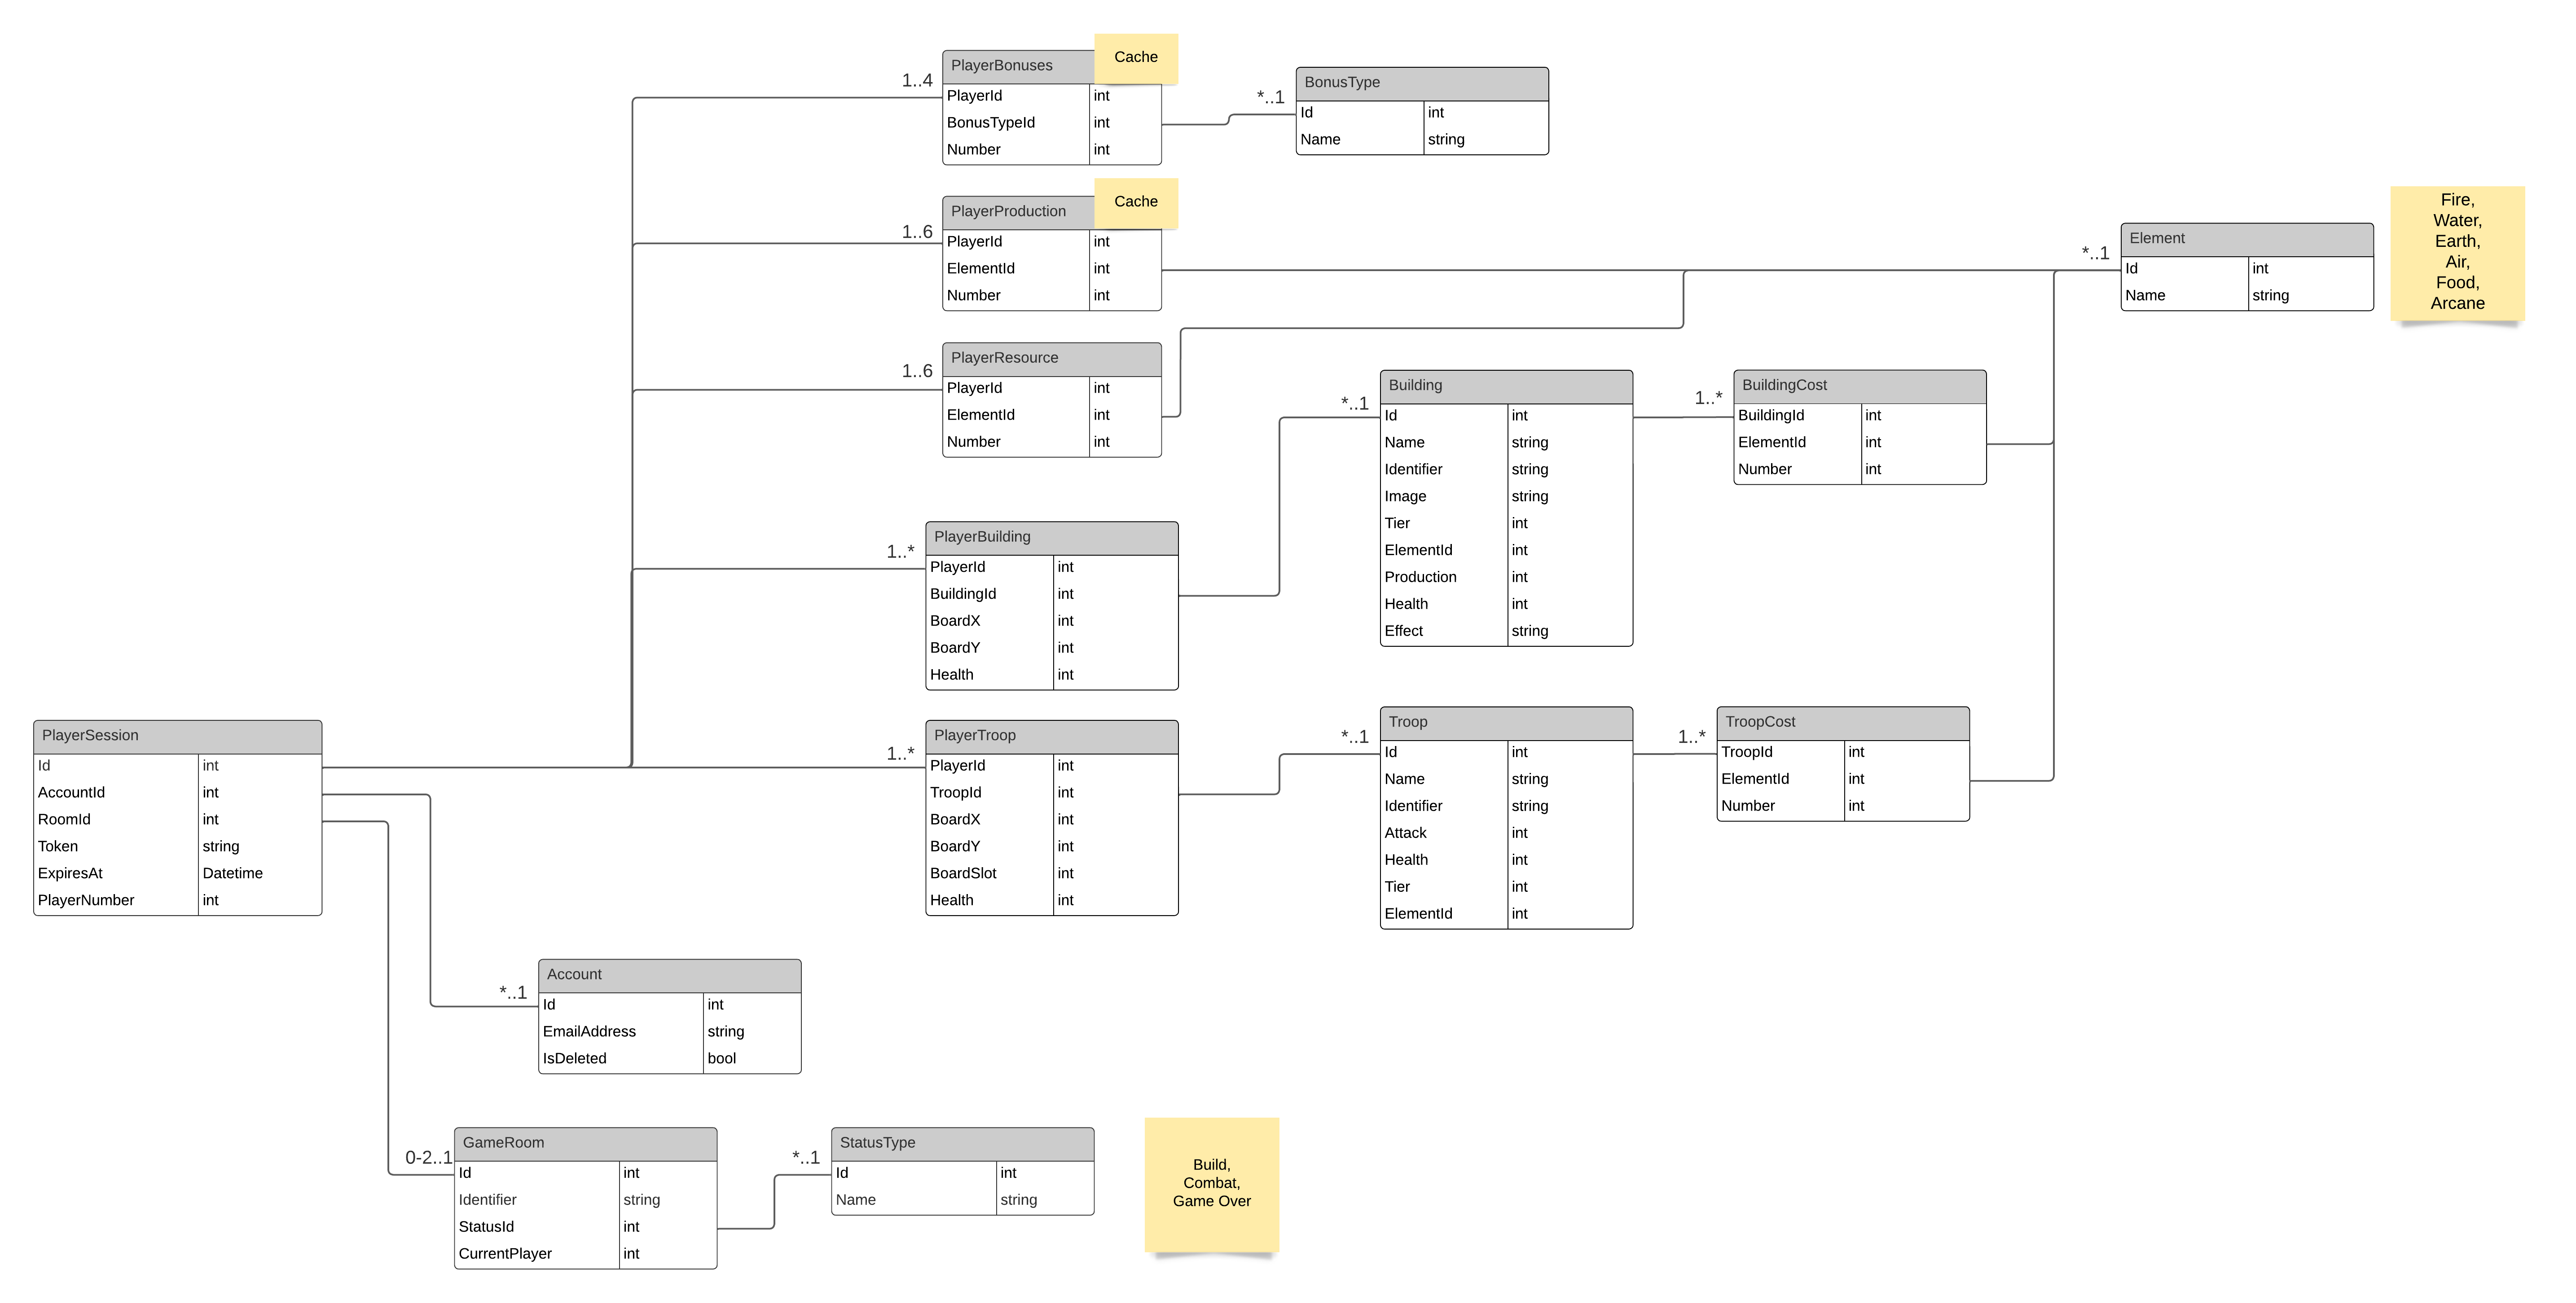 PlayerBonuses
Cache
1..4
PlayerId int
BonusTypeId int
Number int
*..1
BonusType
Id int
Name string
PlayerProduction
Cache
1..6
PlayerId int
ElementId int
Number int
*..1
Element
Id int
Name string
Fire,
Water,
Earth,
Air,
Food,
Arcane
PlayerResource
1..6
PlayerId int
ElementId int
Number int
*..1
Building
Id int
Name string
Identifier string
Image string
Tier int
ElementId int
Production int
Health int
Effect string
1..*
BuildingCost
BuildingId int
ElementId int
Number int
PlayerBuilding
1..*
PlayerId int
BuildingId int
BoardX int
BoardY int
Health int
PlayerSession
Id int
AccountId int
RoomId int
Token string
ExpiresAt Datetime
PlayerNumber int
1..*
PlayerTroop
PlayerId int
TroopId int
BoardX int
BoardY int
BoardSlot int
Health int
*..1
Troop
Id int
Name string
Identifier string
Attack int
Health int
Tier int
ElementId int
1..*
TroopCost
TroopId int
ElementId int
Number int
*..1
Account
Id int
EmailAddress string
IsDeleted bool
0-2..1
GameRoom
Id int
Identifier string
StatusId int
CurrentPlayer int
*..1
StatusType
Id int
Name string
Build,
Combat,
Game Over